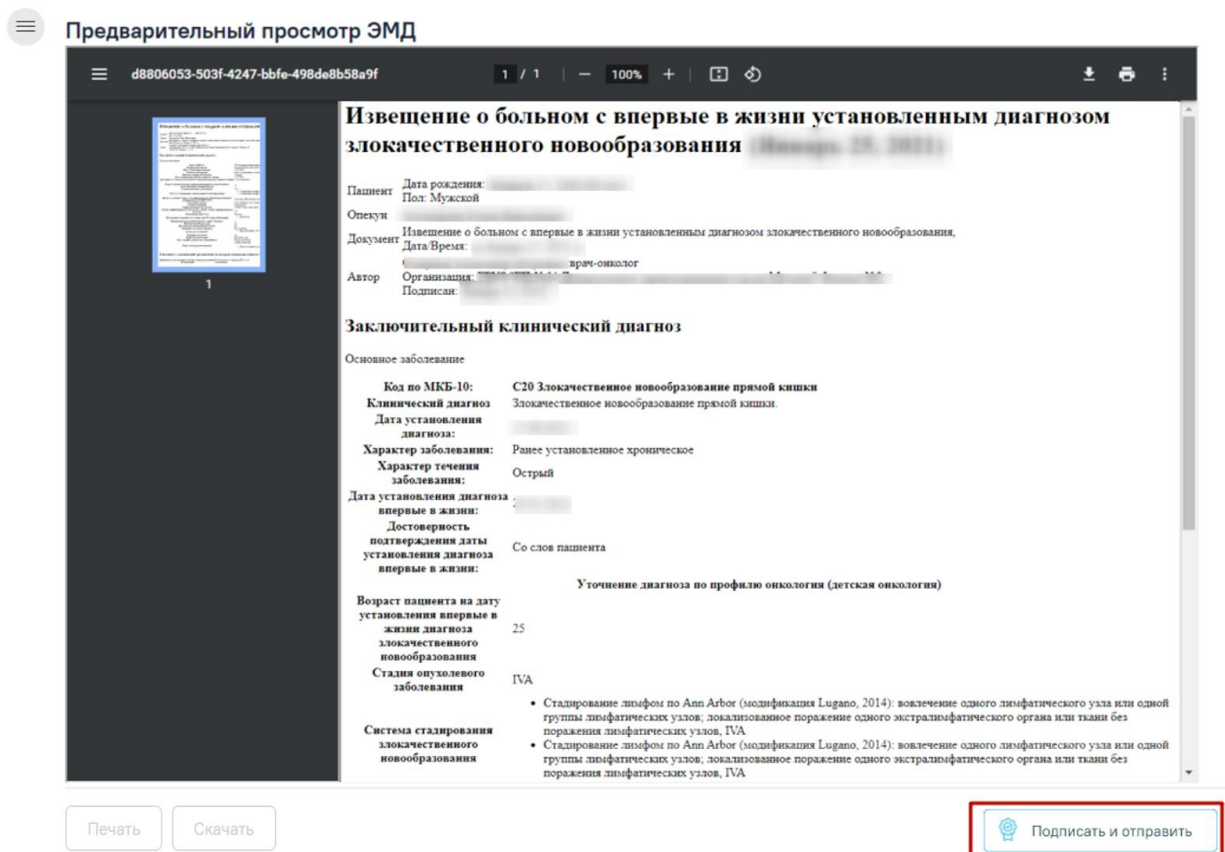 Предварительный просмотр ЭМД
d8806053-503f-4247-bbfe-498de8b58a9f
1 / 1
100%
1
Извещение о больном с впервые в жизни установленным диагнозом
злокачественного новообразования
Пациент
Дата рождения:
Пол: Мужской
Опекун
Документ
Извещение о больном с впервые в жизни установленным диагнозом злокачественного новообразования,
Дата/Время:
Автор
врач-онколог
Организация:
Подписан:
Заключительный клинический диагноз
Основное заболевание
Код по МКБ-10: C20 Злокачественное новообразование прямой кишки
Клинический диагноз Злокачественное новообразование прямой кишки.
Дата установления
диагноза:
Характер заболевания: Ранее установленное хроническое
Характер течения
заболевания:
Острый
Дата установления диагноза
впервые в жизни:
Достоверность
подтверждения даты
установления диагноза
впервые в жизни:
Со слов пациента
Уточнение диагноза по профилю онкология (детская онкология)
Возраст пациента на дату
установления впервые в
жизни диагноза
злокачественного
новообразования
25
Стадия опухолевого
заболевания
IVA
Система стадирования
злокачественного
новообразования
• Стадирование лимфом по Ann Arbor (модификация Lugano, 2014): вовлечение одного лимфатического узла или одной
группы лимфатических узлов; локализованное поражение одного экстралимфатического органа или ткани без
поражения лимфатических узлов, IVA
• Стадирование лимфом по Ann Arbor (модификация Lugano, 2014): вовлечение одного лимфатического узла или одной
группы лимфатических узлов; локализованное поражение одного экстралимфатического органа или ткани без
поражения лимфатических узлов, IVA
Печать
Скачать
Подписать и отправить